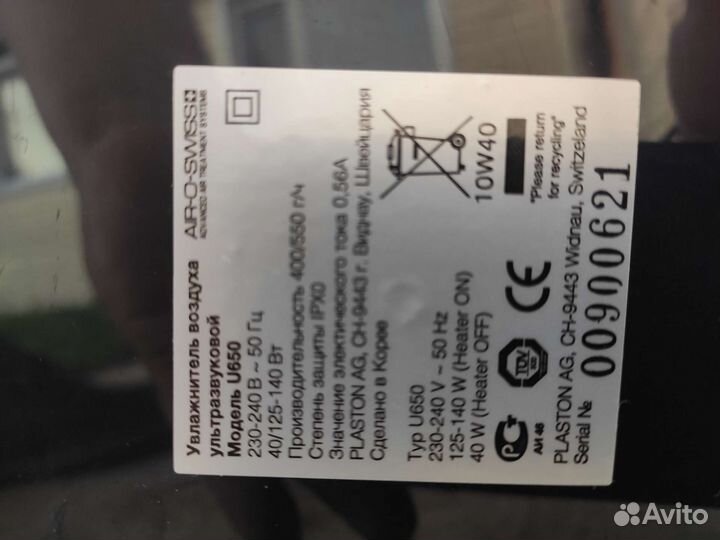 Увлажнитель воздуха
ультразвуковой
Модель U650
230-240 В ~ 50 Гц
40/125-140 Вт
AIR-O-SWISS
ADVANCED AIR TREATMENT SYSTEMS
Производительность 400/550 г/ч
Степень защиты IPX0
Значение электрического тока 0,56А
PLASTON AG, CH-9443 г. Виднау, Швейцария
Сделано в Корее
Typ U650
230-240 V ~ 50 Hz
125-140 W (Heater ON)
40 W (Heater OFF)
10W40
АИ 46
TÜV
CE
*Please return
for recycling*
PLASTON AG, CH-9443 Widnau, Switzeland
Serial №
00900621
Avito